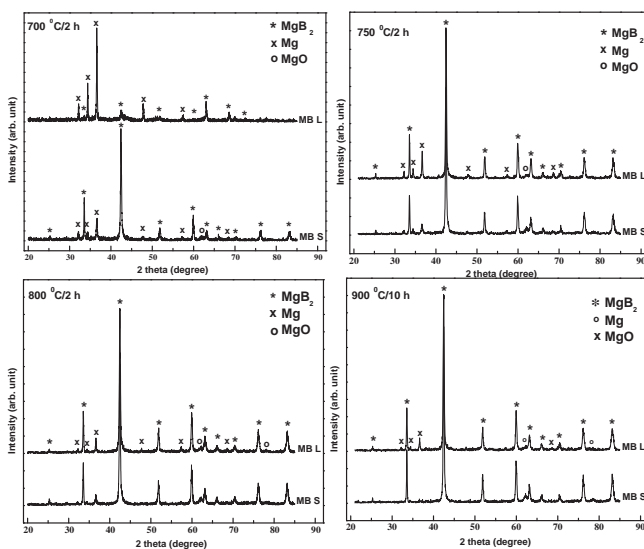 700 ⁰C/2 h
* MgB₂
x Mg
o MgO
MB L
MB S
Intensity (arb. unit)
20 30 40 50 60 70 80 90
2 theta (degree)
750 ⁰C/2 h
* MgB₂
x Mg
o MgO
MB L
MB S
Intensity (arb. unit)
20 30 40 50 60 70 80 90
2 theta (degree)
800 ⁰C/2 h
* MgB₂
x Mg
o MgO
MB L
MB S
Intensity (arb. unit)
20 30 40 50 60 70 80 90
2 theta (degree)
900 ⁰C/10 h
* MgB₂
o Mg
x MgO
MB L
MB S
Intensity (arb. unit)
20 30 40 50 60 70 80 90
2 theta (degree)